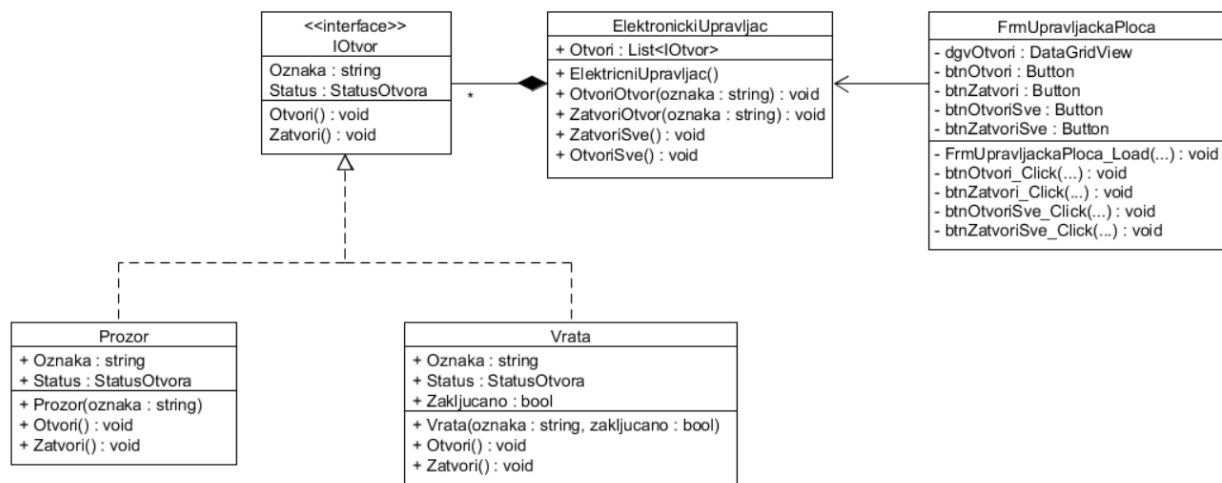 <<interface>>
IOtvor
Oznaka : string
Status : StatusOtvora
Otvori() : void
Zatvori() : void
*
ElektronickiUpravljac
+ Otvori : List<IOtvor>
+ ElektricniUpravljac()
+ OtvoriOtvor(oznaka : string) : void
+ ZatvoriOtvor(oznaka : string) : void
+ ZatvoriSve() : void
+ OtvoriSve() : void
FrmUpravljackaPloca
- dgvOtvori : DataGridView
- btnOtvori : Button
- btnZatvori : Button
- btnOtvoriSve : Button
- btnZatvoriSve : Button
- FrmUpravljackaPloca_Load(...) : void
- btnOtvori_Click(...) : void
- btnZatvori_Click(...) : void
- btnOtvoriSve_Click(...) : void
- btnZatvoriSve_Click(...) : void
Prozor
+ Oznaka : string
+ Status : StatusOtvora
+ Prozor(oznaka : string)
+ Otvori() : void
+ Zatvori() : void
Vrata
+ Oznaka : string
+ Status : StatusOtvora
+ Zakljucano : bool
+ Vrata(oznaka : string, zakljucano : bool)
+ Otvori() : void
+ Zatvori() : void